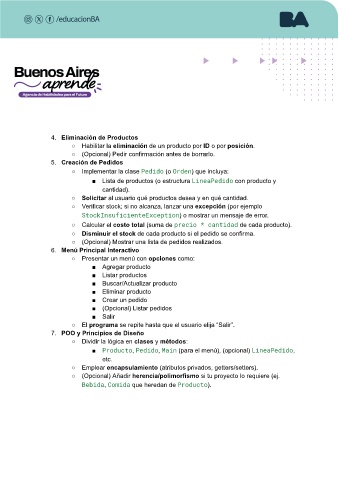 /educacionBA
BA
Buenos Aires
aprende
Agencia de Habilidades para el Futuro
4. Eliminación de Productos
○ Habilitar la eliminación de un producto por ID o por posición.
○ (Opcional) Pedir confirmación antes de borrarlo.
5. Creación de Pedidos
○ Implementar la clase Pedido (o Orden) que incluya:
■ Lista de productos (o estructura LineaPedido con producto y
cantidad).
○ Solicitar al usuario qué productos desea y en qué cantidad.
○ Verificar stock; si no alcanza, lanzar una excepción (por ejemplo
StockInsuficienteException) o mostrar un mensaje de error.
○ Calcular el costo total (suma de precio * cantidad de cada producto).
○ Disminuir el stock de cada producto si el pedido se confirma.
○ (Opcional) Mostrar una lista de pedidos realizados.
6. Menú Principal Interactivo
○ Presentar un menú con opciones como:
■ Agregar producto
■ Listar productos
■ Buscar/Actualizar producto
■ Eliminar producto
■ Crear un pedido
■ (Opcional) Listar pedidos
■ Salir
○ El programa se repite hasta que el usuario elija "Salir".
7. POO y Principios de Diseño
○ Dividir la lógica en clases y métodos:
■ Producto, Pedido, Main (para el menú), (opcional) LineaPedido,
etc.
○ Emplear encapsulamiento (atributos privados, getters/setters).
○ (Opcional) Añadir herencia/polimorfismo si tu proyecto lo requiere (ej.
Bebida, Comida que heredan de Producto).